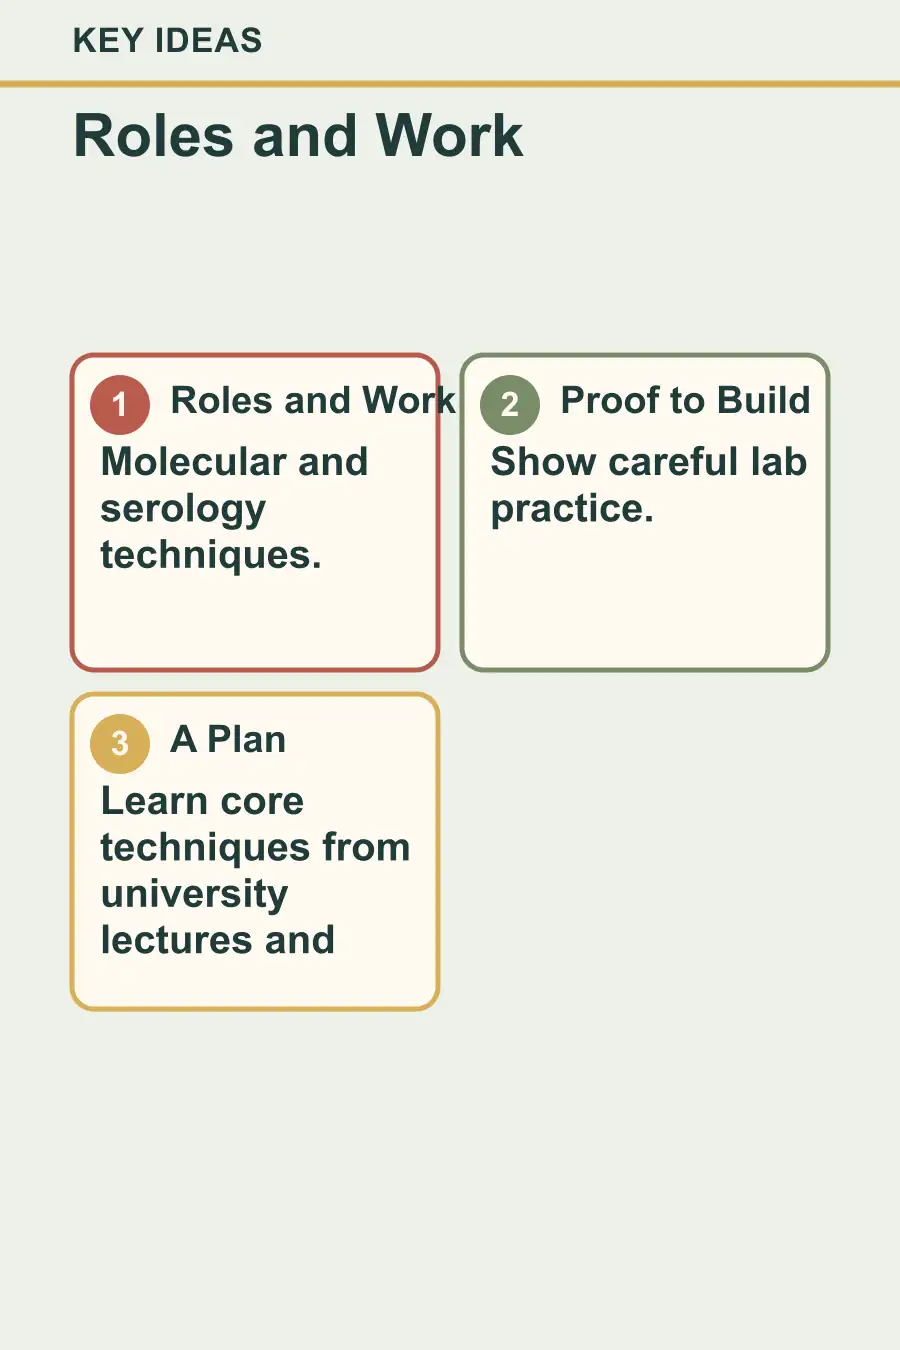 KEY IDEAS
Roles and Work
1 Roles and Work
Molecular and
serology
techniques.
2 Proof to Build
Show careful lab
practice.
3 A Plan
Learn core
techniques from
university
lectures and